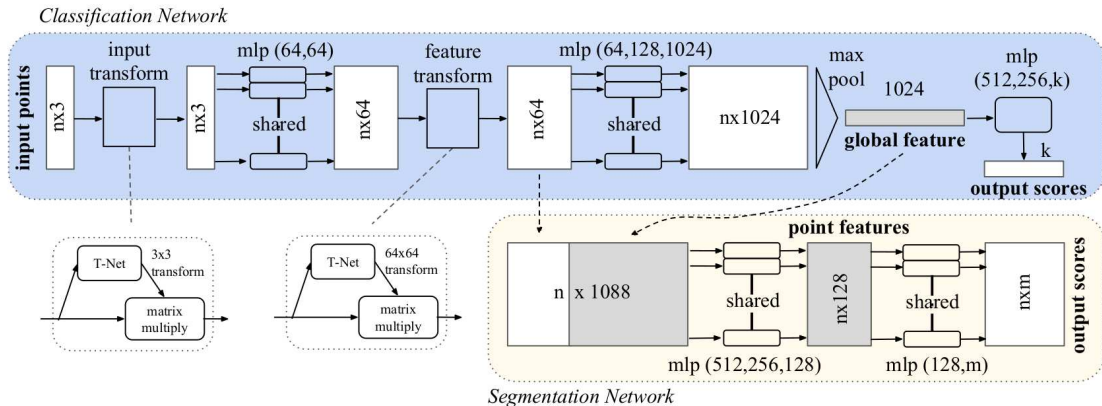 Classification Network
input points
nx3
input
transform
nx3
mlp (64,64)
shared
nx64
feature
transform
nx64
mlp (64,128,1024)
shared
nx1024
max
pool
1024
global feature
mlp
(512,256,k)
k
output scores
T-Net
3x3
transform
matrix
multiply
T-Net
64x64
transform
matrix
multiply
point features
n x 1088
shared
mlp (512,256,128)
nx128
shared
mlp (128,m)
nxm
output scores
Segmentation Network